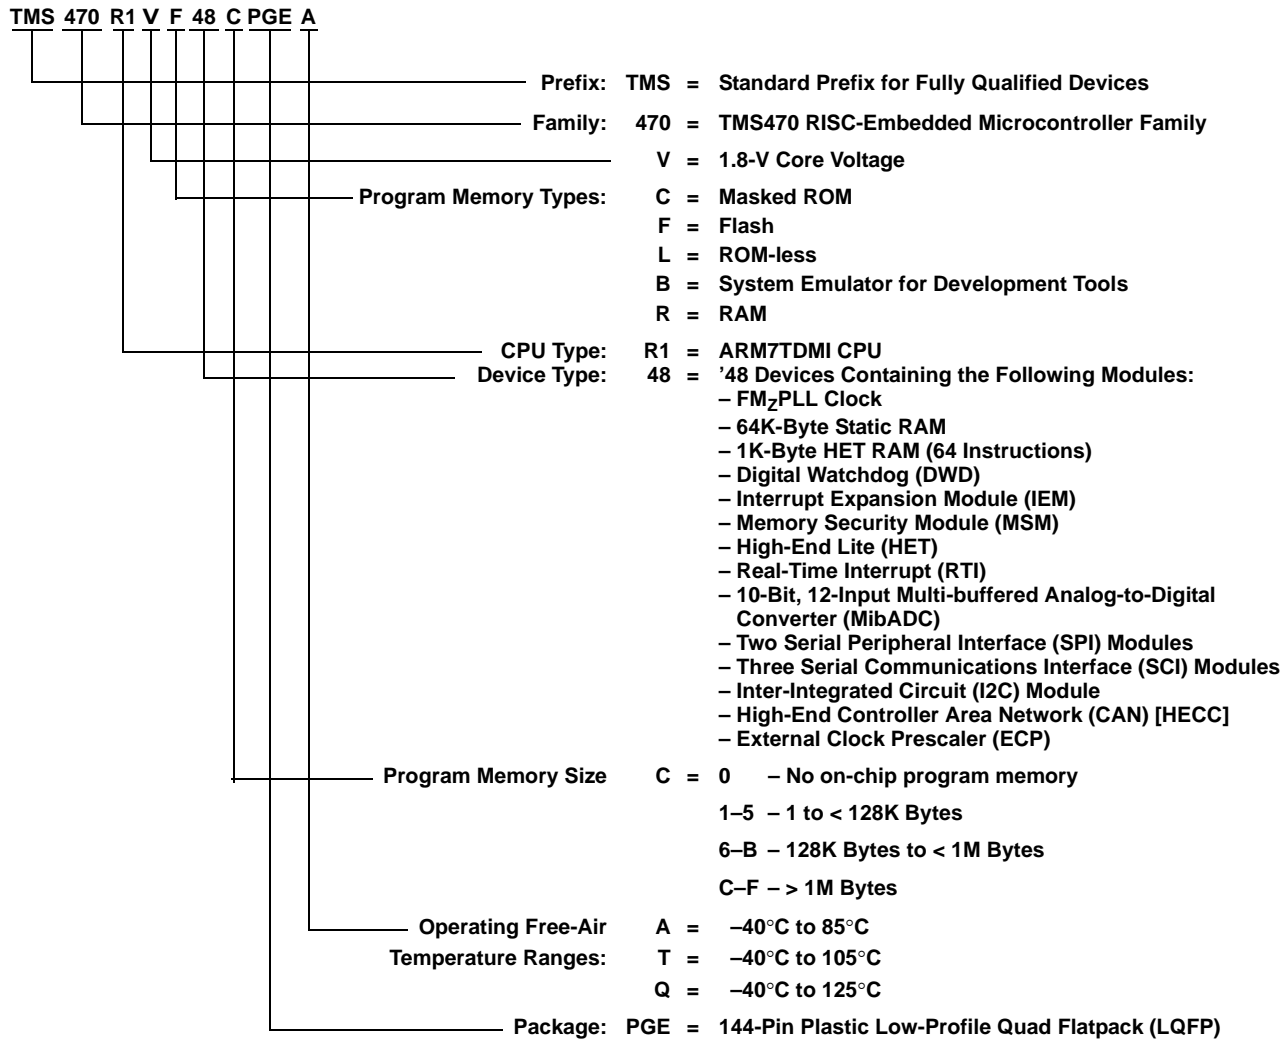 TMS 470 R1 V F 48 C PGE A
Prefix: TMS = Standard Prefix for Fully Qualified Devices
Family: 470 = TMS470 RISC-Embedded Microcontroller Family
V = 1.8-V Core Voltage
Program Memory Types: C = Masked ROM
F = Flash
L = ROM-less
B = System Emulator for Development Tools
R = RAM
CPU Type: R1 = ARM7TDMI CPU
Device Type: 48 = ’48 Devices Containing the Following Modules:
– FMZPLL Clock
– 64K-Byte Static RAM
– 1K-Byte HET RAM (64 Instructions)
– Digital Watchdog (DWD)
– Interrupt Expansion Module (IEM)
– Memory Security Module (MSM)
– High-End Lite (HET)
– Real-Time Interrupt (RTI)
– 10-Bit, 12-Input Multi-buffered Analog-to-Digital
Converter (MibADC)
– Two Serial Peripheral Interface (SPI) Modules
– Three Serial Communications Interface (SCI) Modules
– Inter-Integrated Circuit (I2C) Module
– High-End Controller Area Network (CAN) [HECC]
– External Clock Prescaler (ECP)
Program Memory Size C = 0 – No on-chip program memory
1–5 – 1 to < 128K Bytes
6–B – 128K Bytes to < 1M Bytes
C–F – > 1M Bytes
Operating Free-Air A = –40°C to 85°C
Temperature Ranges: T = –40°C to 105°C
Q = –40°C to 125°C
Package: PGE = 144-Pin Plastic Low-Profile Quad Flatpack (LQFP)